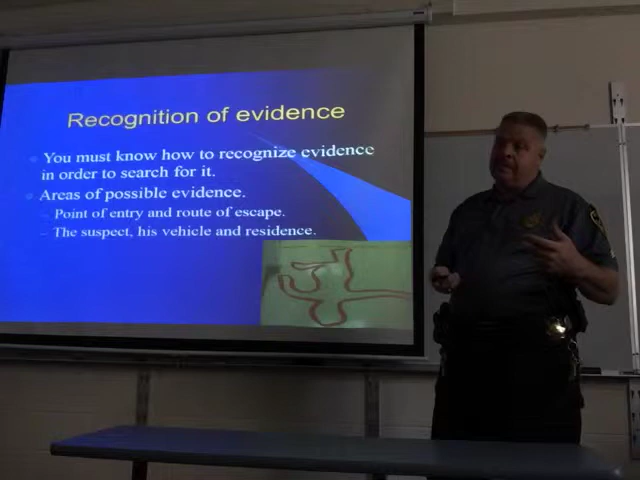 Recognition of evidence
You must know how to recognize evidence
in order to search for it.
Areas of possible evidence.
– Point of entry and route of escape.
– The suspect, his vehicle and residence.